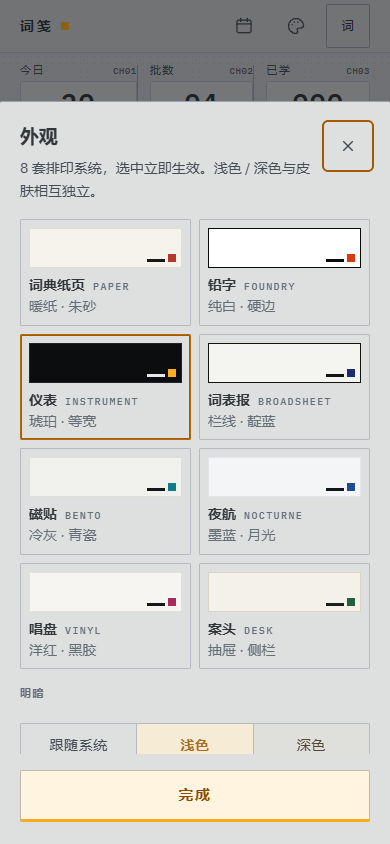 词笺
词
今日 CH01 批数 CH02 已学 CH03
外观
8 套排印系统，选中立即生效。浅色 / 深色与皮
肤相互独立。
词典纸页 PAPER
暖纸 · 朱砂
铅字 FOUNDRY
纯白 · 硬边
仪表 INSTRUMENT
琥珀 · 等宽
词表报 BROADSHEET
栏线 · 靛蓝
磁贴 BENTO
冷灰 · 青瓷
夜航 NOCTURNE
墨蓝 · 月光
唱盘 VINYL
洋红 · 黑胶
案头 DESK
抽屉 · 侧栏
明暗
跟随系统 浅色 深色
完成